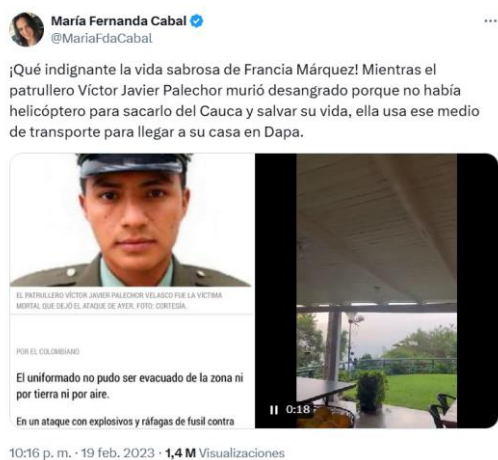 María Fernanda Cabal
@MariaFdaCabal
¡Qué indignante la vida sabrosa de Francia Márquez! Mientras el
patrullero Víctor Javier Palechor murió desangrado porque no había
helicóptero para sacarlo del Cauca y salvar su vida, ella usa ese medio
de transporte para llegar a su casa en Dapa.
EL PATRULLERO VÍCTOR JAVIER PALECHOR VELASCO FUE LA VÍCTIMA
MORTAL QUE DEJÓ EL ATAQUE DE AYER. FOTO: CORTESÍA.
POR EL COLOMBIANO
El uniformado no pudo ser evacuado de la zona ni
por tierra ni por aire.
En un ataque con explosivos y ráfagas de fusil contra
0:18
10:16 p. m. · 19 feb. 2023 · 1,4 M Visualizaciones